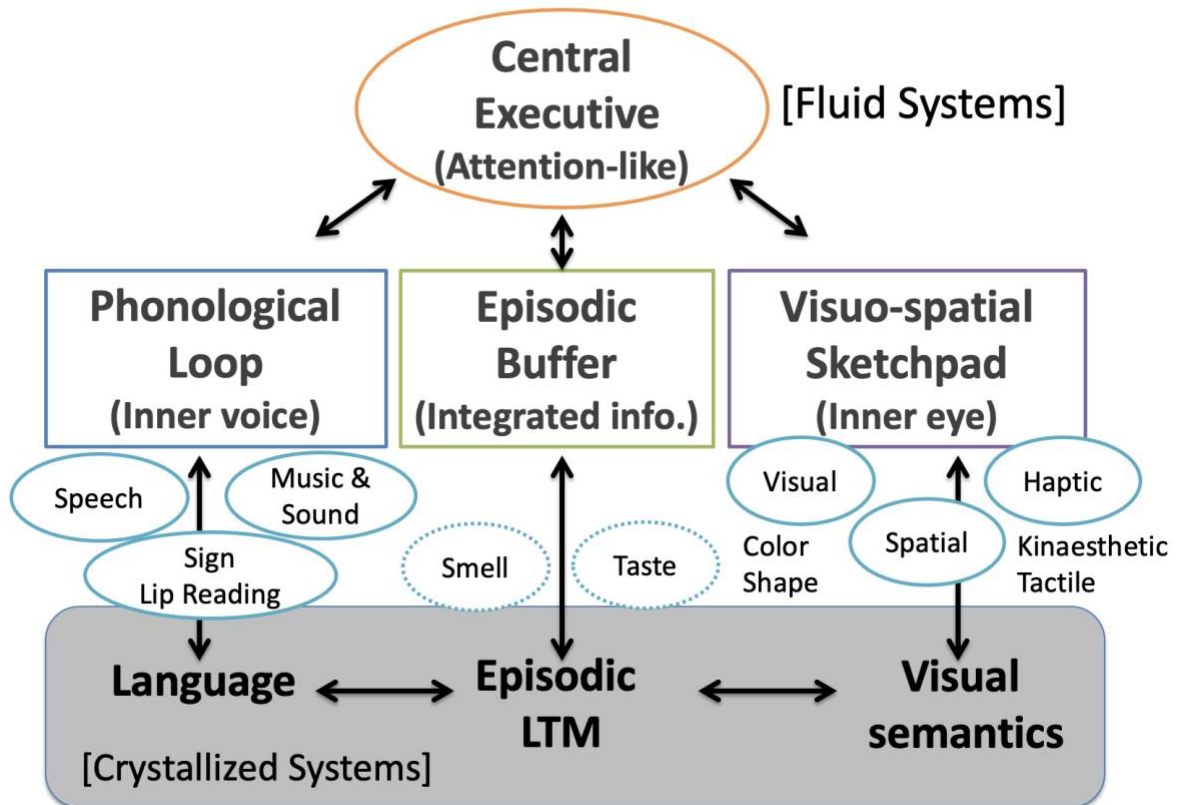 Central
Executive
(Attention-like)
[Fluid Systems]
Phonological
Loop
(Inner voice)
Episodic
Buffer
(Integrated info.)
Visuo-spatial
Sketchpad
(Inner eye)
Speech
Music &
Sound
Sign
Lip Reading
Smell
Taste
Visual
Color
Shape
Spatial
Haptic
Kinaesthetic
Tactile
Language
Episodic
LTM
Visual
semantics
[Crystallized Systems]